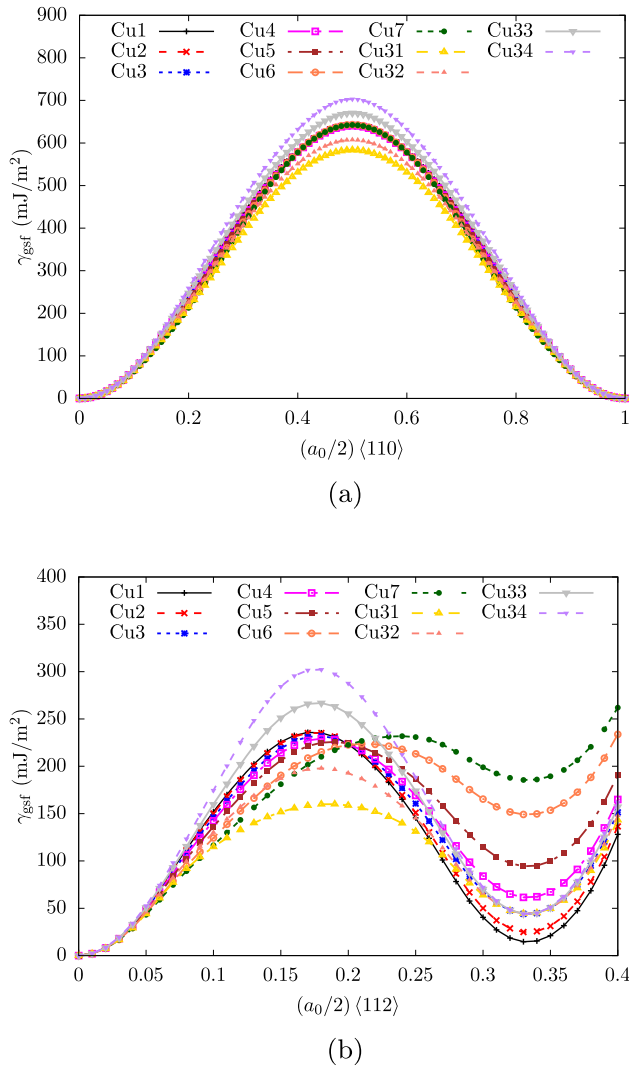 900
800
700
600
500
400
300
200
100
0
γgsf (mJ/m²)
Cu1 Cu4 Cu7 Cu33
Cu2 Cu5 Cu31 Cu34
Cu3 Cu6 Cu32
0 0.2 0.4 0.6 0.8 1
(a₀/2) ⟨110⟩
(a)
400
350
300
250
200
150
100
50
0
γgsf (mJ/m²)
Cu1 Cu4 Cu7 Cu33
Cu2 Cu5 Cu31 Cu34
Cu3 Cu6 Cu32
0 0.05 0.1 0.15 0.2 0.25 0.3 0.35 0.4
(a₀/2) ⟨112⟩
(b)